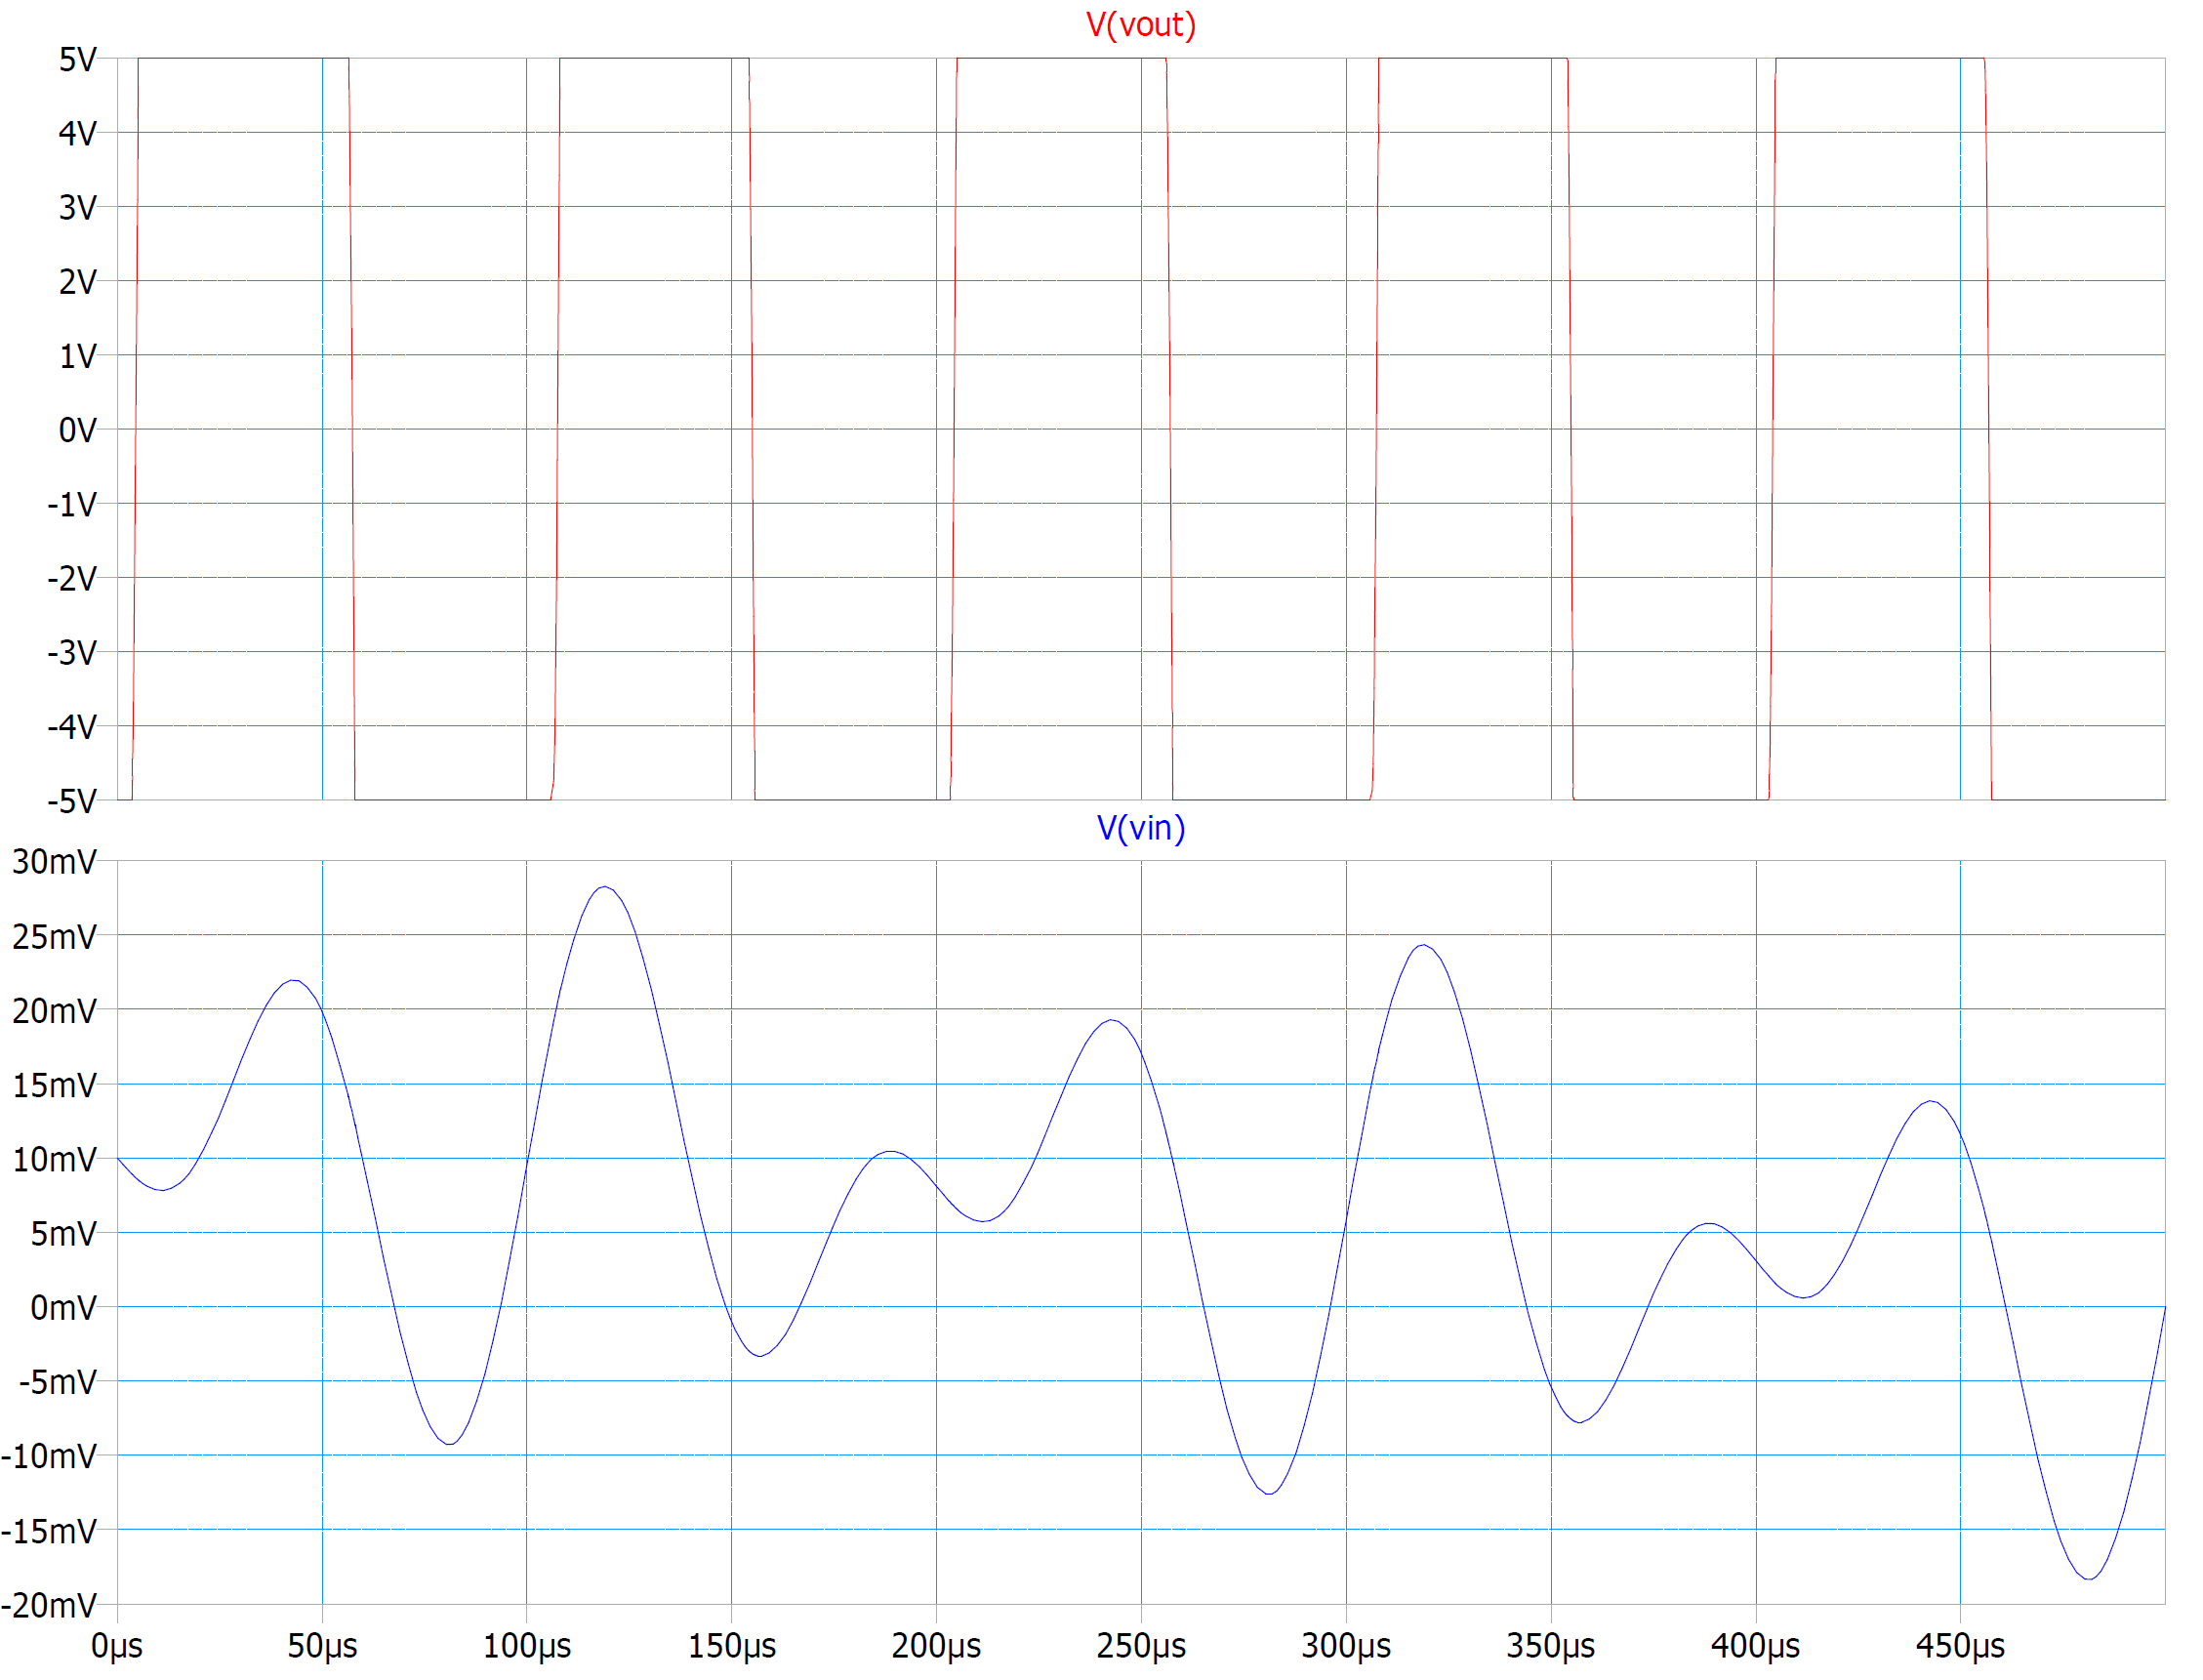 V(vout)
5V
4V
3V
2V
1V
0V
-1V
-2V
-3V
-4V
-5V
V(vin)
30mV
25mV
20mV
15mV
10mV
5mV
0mV
-5mV
-10mV
-15mV
-20mV
0µs 50µs 100µs 150µs 200µs 250µs 300µs 350µs 400µs 450µs